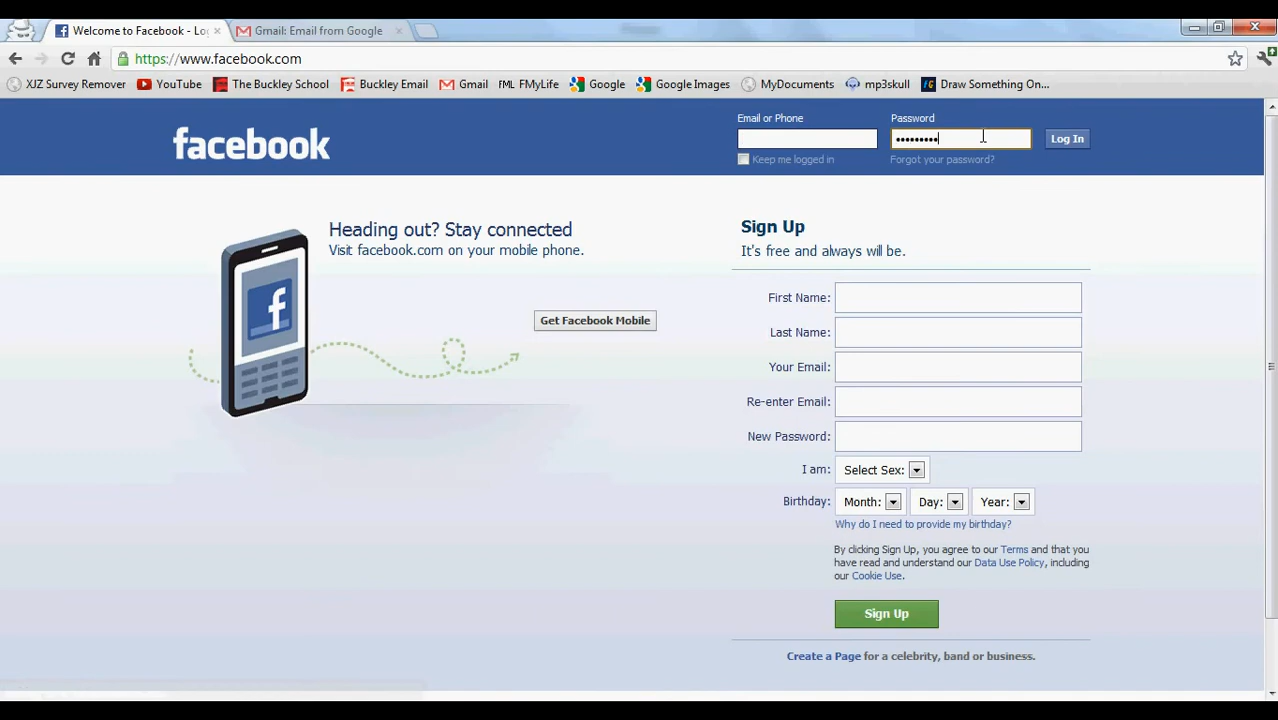 Welcome to Facebook - Lo
Gmail: Email from Google
https://www.facebook.com
XJZ Survey Remover
YouTube
The Buckley School
Buckley Email
Gmail
fML FMyLife
Google
Google Images
MyDocuments
mp3skull
Draw Something On...
facebook
Email or Phone
Password
•••••••••
Log In
Keep me logged in
Forgot your password?
Heading out? Stay connected
Visit facebook.com on your mobile phone.
Get Facebook Mobile
Sign Up
It's free and always will be.
First Name:
Last Name:
Your Email:
Re-enter Email:
New Password:
I am: Select Sex:
Birthday: Month: Day: Year:
Why do I need to provide my birthday?
By clicking Sign Up, you agree to our Terms and that you
have read and understand our Data Use Policy, including
our Cookie Use.
Sign Up
Create a Page for a celebrity, band or business.